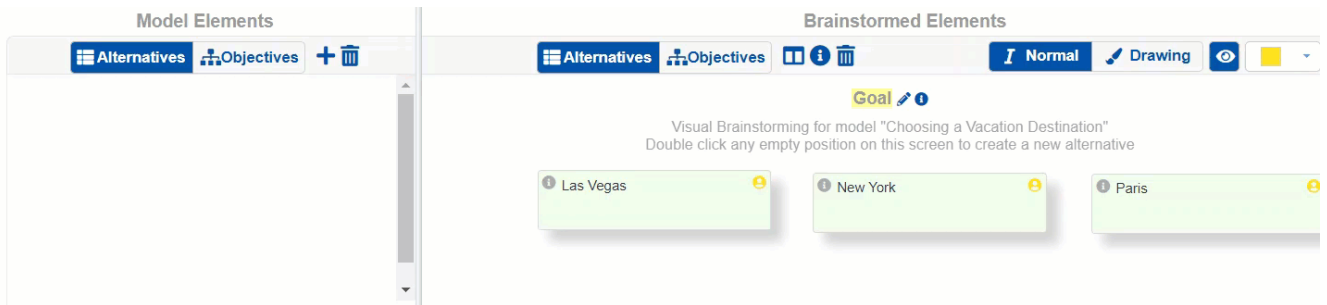 Model Elements
Alternatives Objectives
Brainstormed Elements
Alternatives Objectives Normal Drawing
Goal
Visual Brainstorming for model "Choosing a Vacation Destination"
Double click any empty position on this screen to create a new alternative
Las Vegas New York Paris